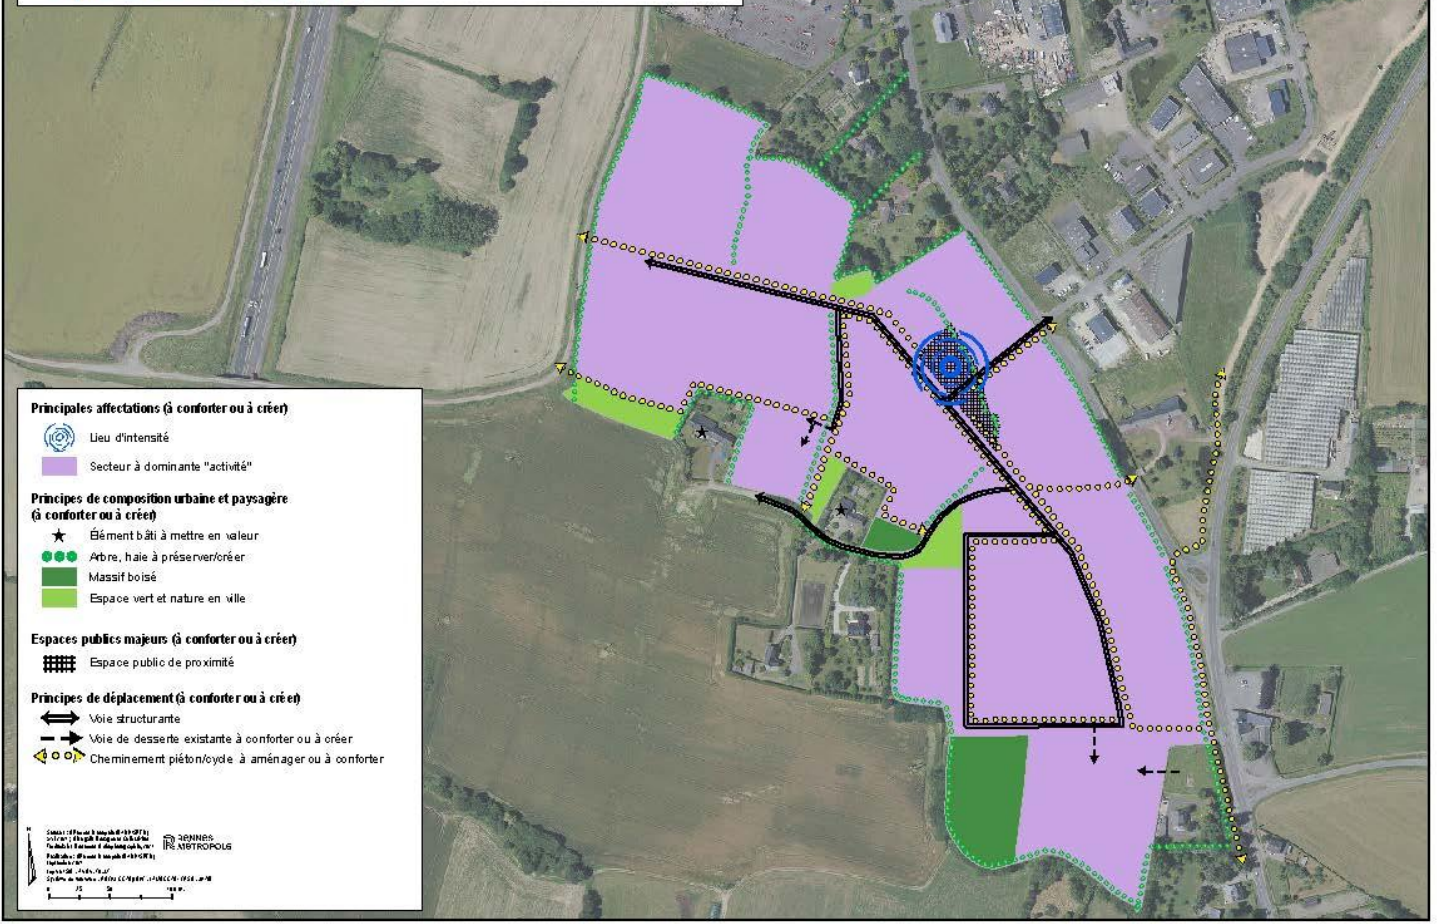 Principales affectations (à conforter ou à créer)
Lieu d'intensité
Secteur à dominante "activité"
Principes de composition urbaine et paysagère
(à conforter ou à créer)
Élément bâti à mettre en valeur
Arbre, haie à préserver/créer
Massif boisé
Espace vert et nature en ville
Espaces publics majeurs (à conforter ou à créer)
Espace public de proximité
Principes de déplacement (à conforter ou à créer)
Voie structurante
Voie de desserte existante à conforter ou à créer
Cheminement piéton/cycle à aménager ou à conforter
RENNES
MÉTROPOLE